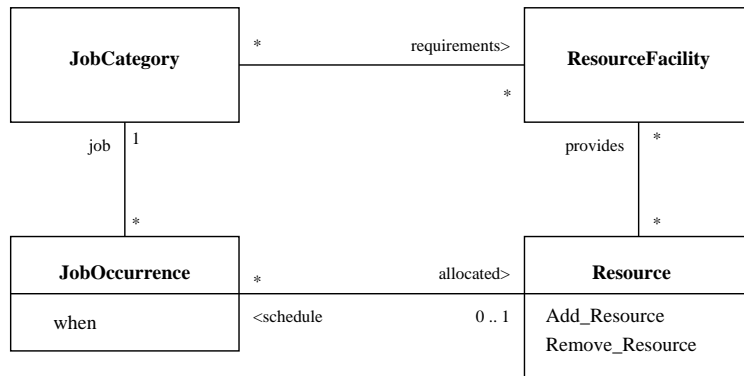 * requirements>
JobCategory ResourceFacility
*
job 1 provides *
* *
JobOccurrence * allocated> Resource
when <schedule 0 .. 1 Add_Resource
Remove_Resource